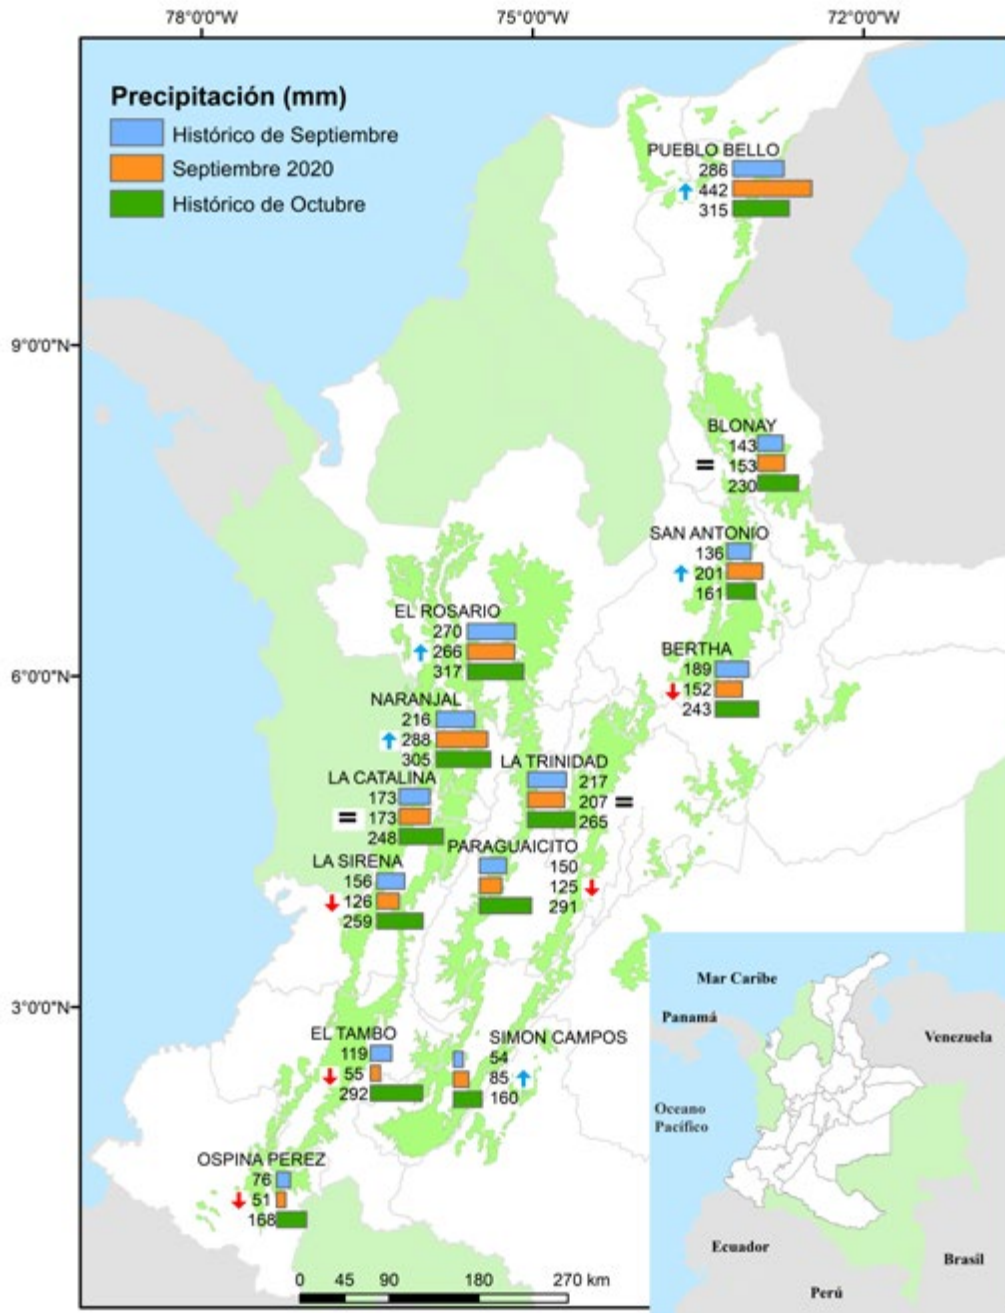 78°0'0"W
75°0'0"W
72°0'0"W
Precipitación (mm)
Histórico de Septiembre
Septiembre 2020
Histórico de Octubre
PUEBLO BELLO
286
442
315
9°0'0"N
BLONAY
143
= 153
230
SAN ANTONIO
136
201
161
EL ROSARIO
270
266
317
BERTHA
189
152
243
6°0'0"N
NARANJAL
216
288
305
LA TRINIDAD
217
207 =
265
LA CATALINA
173
= 173
248
PARAGUAICITO
150
125
291
LA SIRENA
156
126
259
3°0'0"N
EL TAMBO
119
55
292
SIMON CAMPOS
54
85
160
OSPINA PEREZ
76
51
168
0 45 90 180 270 km
Mar Caribe
Panamá
Venezuela
Oceano
Pacífico
Ecuador
Brasil
Perú